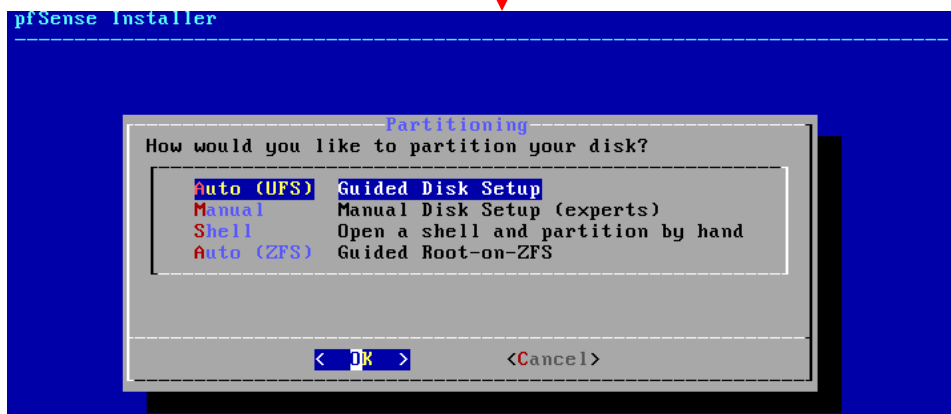 pfSense Installer
Partitioning
How would you like to partition your disk?
Auto (UFS) Guided Disk Setup
Manual Manual Disk Setup (experts)
Shell Open a shell and partition by hand
Auto (ZFS) Guided Root-on-ZFS
< OK > <Cancel>